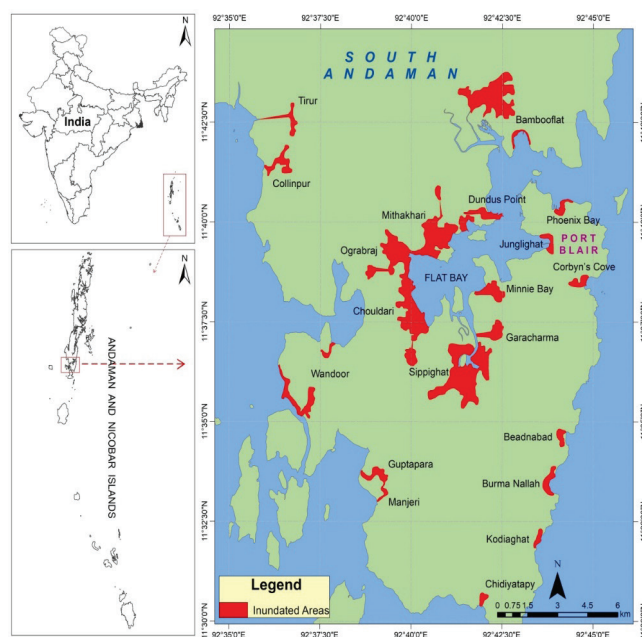 N
India
N
ANDAMAN AND NICOBAR ISLANDS
92°35'0"E 92°37'30"E 92°40'0"E 92°42'30"E 92°45'0"E
SOUTH
ANDAMAN
Tirur
Bambooflat
11°42'30"N
Collinpur
Mithakhari
Dundus Point
Phoenix Bay
11°40'0"N
Junglighat
PORT
BLAIR
Ograbraj
FLAT BAY
Corbyn's Cove
Minnie Bay
Chouldari
11°37'30"N
Garacharma
Wandoor
Sippighat
11°35'0"N
Beadnabad
Guptapara
Burma Nallah
Manjeri
11°32'30"N
Kodiaghat
N
Chidiyatapy
Legend
Inundated Areas
0 0.75 1.5 3 4.5 6
km
11°30'0"N
92°35'0"E 92°37'30"E 92°40'0"E 92°42'30"E 92°45'0"E